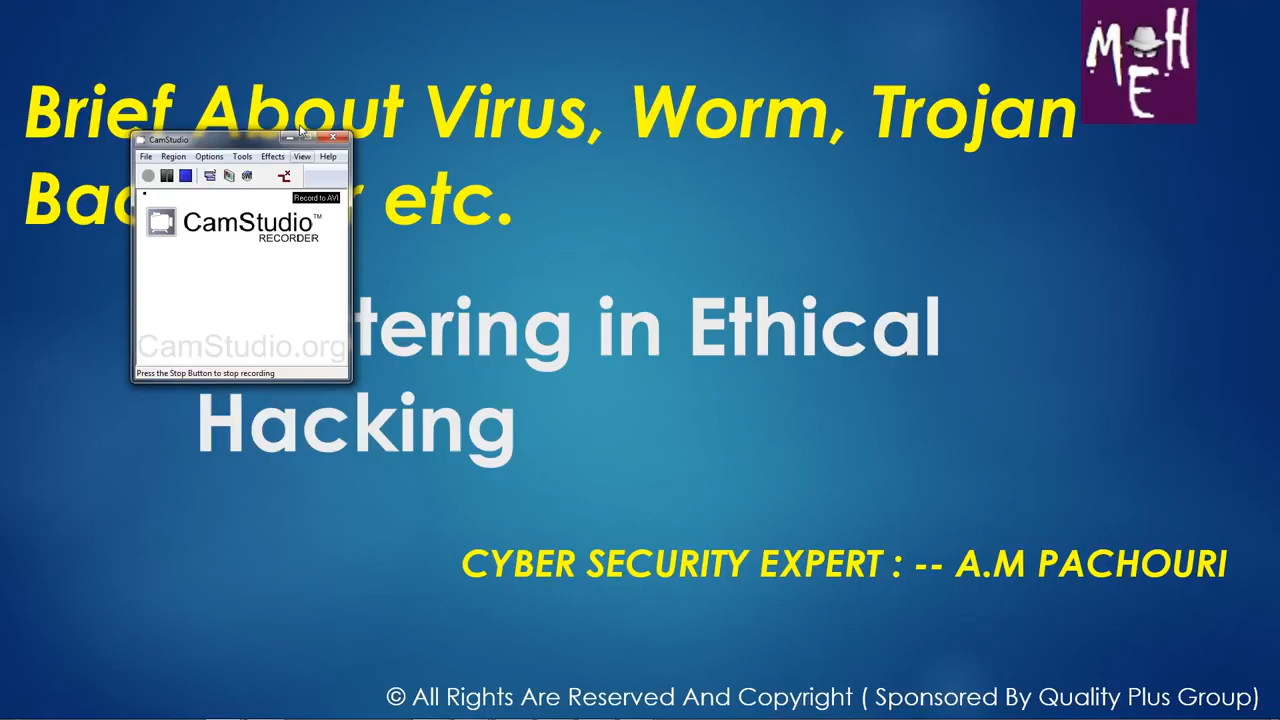 M H
E
Brief About Virus, Worm, Trojan
etc.
CamStudio
File Region Options Tools Effects View Help
Record to AVI
CamStudio™
RECORDER
CamStudio.org
Press the Stop Button to stop recording
tering in Ethical
Hacking
CYBER SECURITY EXPERT : -- A.M PACHOURI
© All Rights Are Reserved And Copyright ( Sponsored By Quality Plus Group)